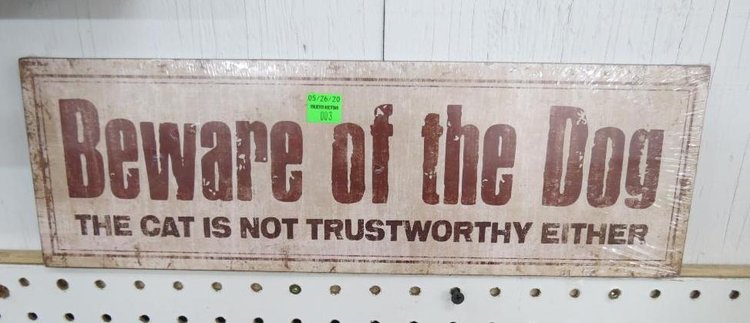 Beware of the Dog
THE CAT IS NOT TRUSTWORTHY EITHER
05/26/20
003